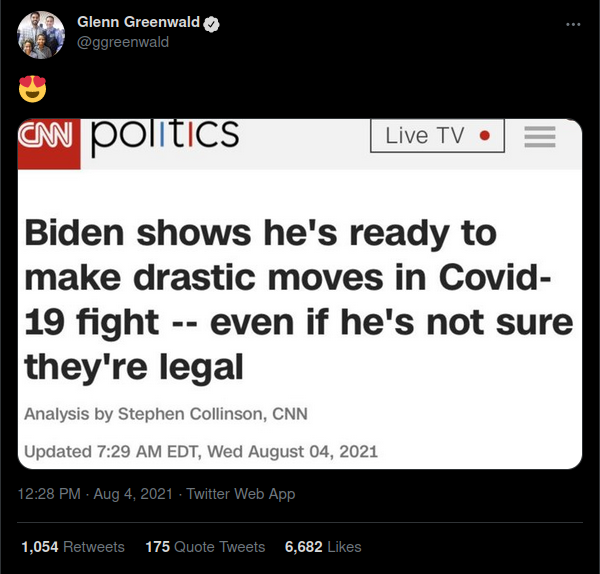 Glenn Greenwald
@ggreenwald
CNN politics Live TV
Biden shows he's ready to
make drastic moves in Covid-
19 fight -- even if he's not sure
they're legal
Analysis by Stephen Collinson, CNN
Updated 7:29 AM EDT, Wed August 04, 2021
12:28 PM · Aug 4, 2021 · Twitter Web App
1,054 Retweets 175 Quote Tweets 6,682 Likes